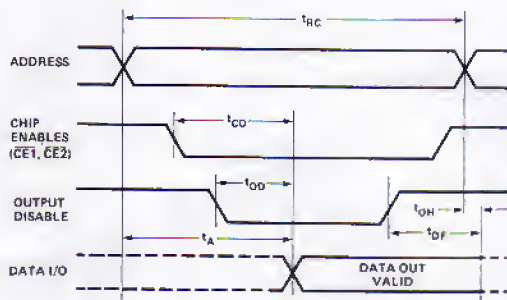 tRC
ADDRESS
CHIP
ENABLES
(CE1, CE2)
tCO
OUTPUT
DISABLE
tOD
tOH
tDF
tA
DATA I/O
DATA OUT
VALID